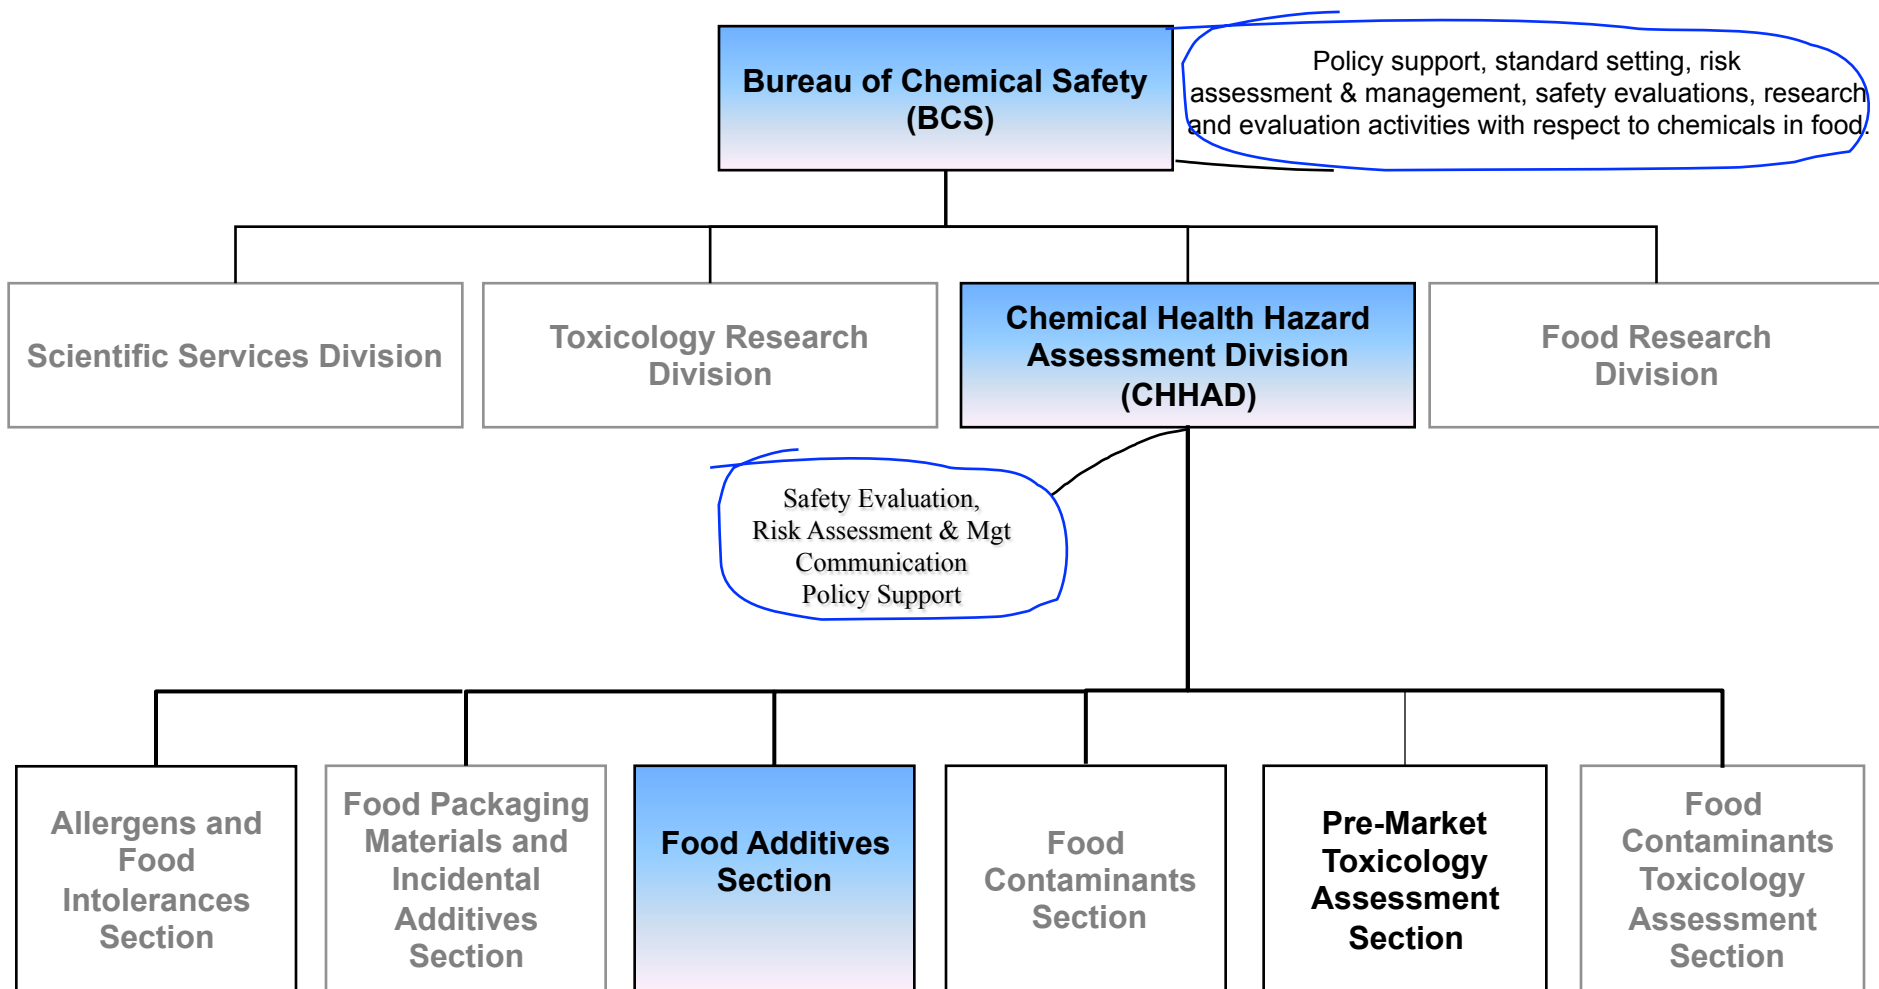 Bureau of Chemical Safety
(BCS)
Policy support, standard setting, risk
assessment & management, safety evaluations, research
and evaluation activities with respect to chemicals in food.
Scientific Services Division
Toxicology Research
Division
Chemical Health Hazard
Assessment Division
(CHHAD)
Food Research
Division
Safety Evaluation,
Risk Assessment & Mgt
Communication
Policy Support
Allergens and
Food
Intolerances
Section
Food Packaging
Materials and
Incidental
Additives
Section
Food Additives
Section
Food
Contaminants
Section
Pre-Market
Toxicology
Assessment
Section
Food
Contaminants
Toxicology
Assessment
Section